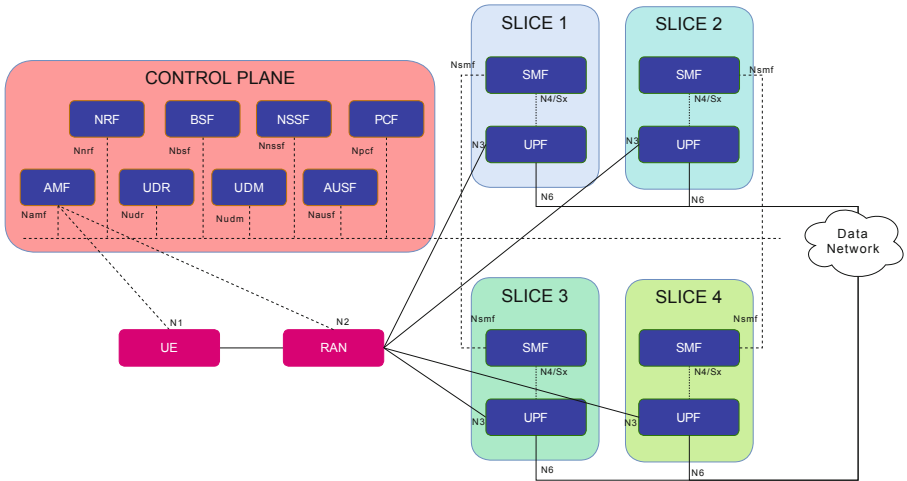 SLICE 1
SLICE 2
Nsmf
SMF
SMF
Nsmf
CONTROL PLANE
N4/Sx
N4/Sx
NRF
BSF
NSSF
PCF
N3
UPF
N3
UPF
Nnrf
Nbsf
Nnssf
Npcf
AMF
UDR
UDM
AUSF
N6
N6
Namf
Nudr
Nudm
Nausf
Data
Network
SLICE 3
SLICE 4
N1
N2
Nsmf
Nsmf
UE
RAN
SMF
SMF
N4/Sx
N4/Sx
N3
UPF
N3
UPF
N6
N6